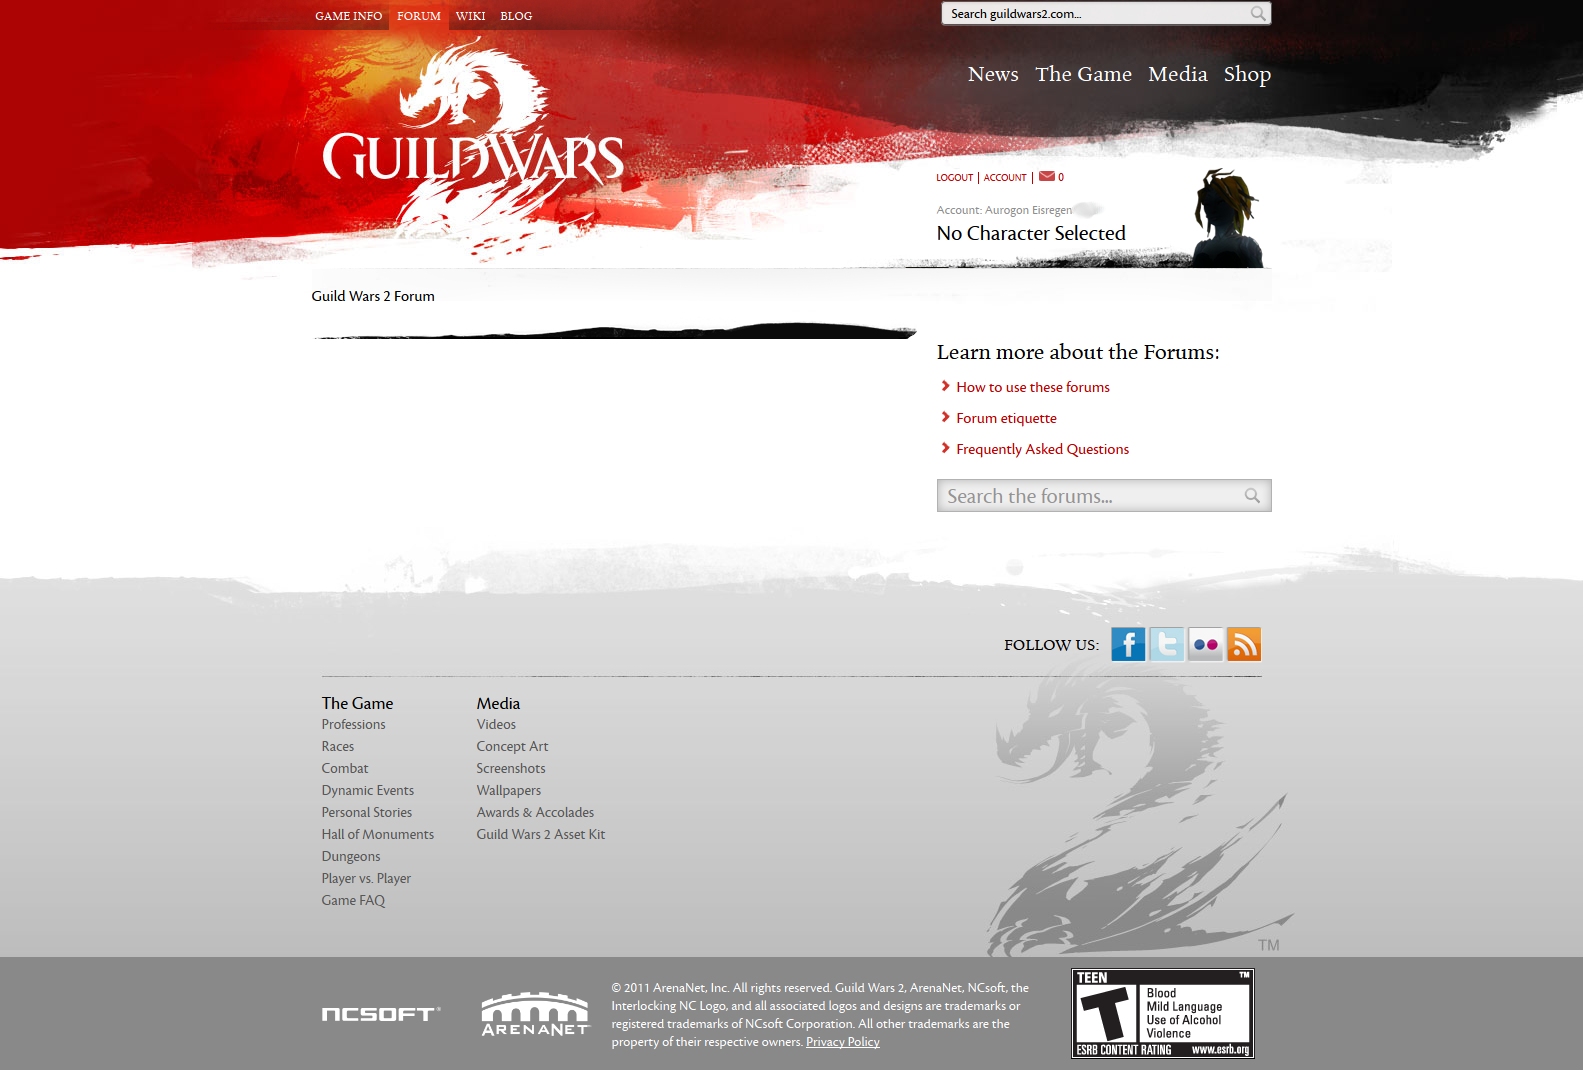 GAME INFO FORUM WIKI BLOG
Search guildwars2.com...
News The Game Media Shop
GUILDWARS
LOGOUT | ACCOUNT | 0
Account: Aurogon Eisregen
No Character Selected
Guild Wars 2 Forum
Learn more about the Forums:
How to use these forums
Forum etiquette
Frequently Asked Questions
Search the forums...
FOLLOW US:
The Game
Professions
Races
Combat
Dynamic Events
Personal Stories
Hall of Monuments
Dungeons
Player vs. Player
Game FAQ
Media
Videos
Concept Art
Screenshots
Wallpapers
Awards & Accolades
Guild Wars 2 Asset Kit
TM
NCSOFT®
ARENANET
© 2011 ArenaNet, Inc. All rights reserved. Guild Wars 2, ArenaNet, NCsoft, the
Interlocking NC Logo, and all associated logos and designs are trademarks or
registered trademarks of NCsoft Corporation. All other trademarks are the
property of their respective owners. Privacy Policy
TEEN TM
T
Blood
Mild Language
Use of Alcohol
Violence
ESRB CONTENT RATING www.esrb.org